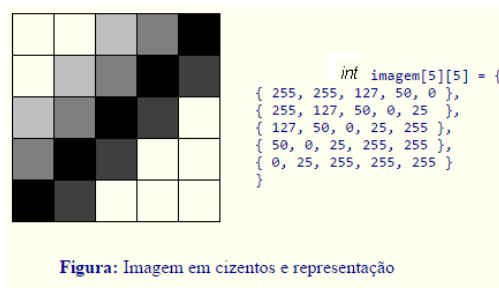 int imagem[5][5] = {
{ 255, 255, 127, 50, 0 },
{ 255, 127, 50, 0, 25 },
{ 127, 50, 0, 25, 255 },
{ 50, 0, 25, 255, 255 },
{ 0, 25, 255, 255, 255 }
}
Figura: Imagem em cizentos e representação